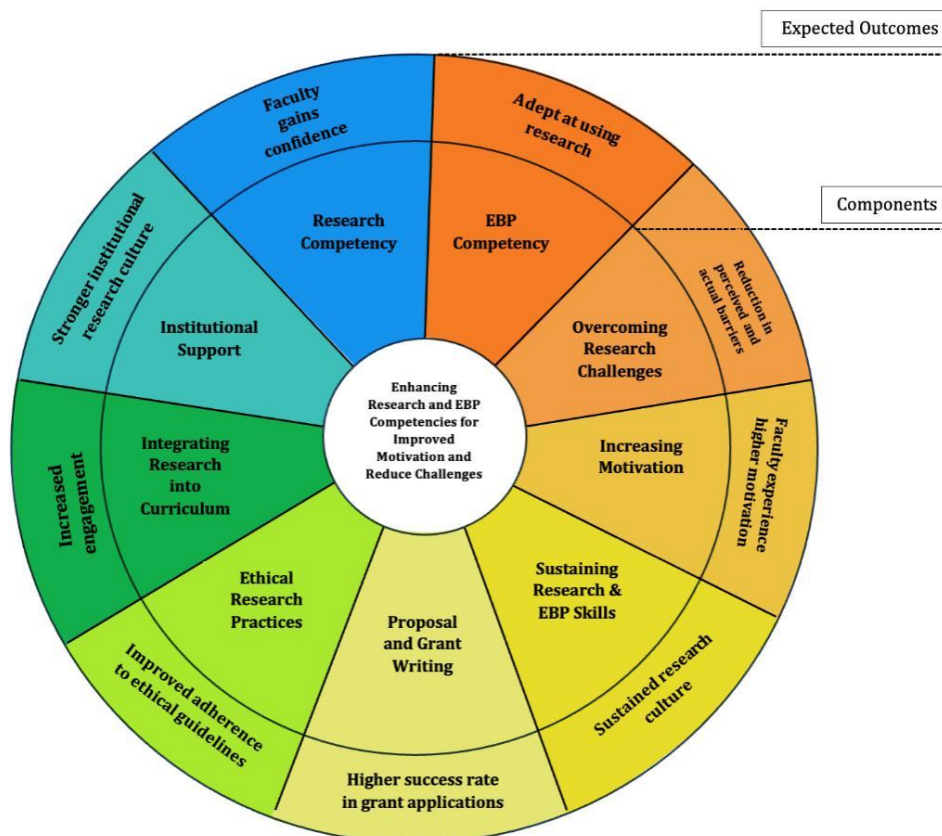 Expected Outcomes
Components
Faculty
gains
confidence
Research
Competency
Adept at using
research
EBP
Competency
Reduction in
perceived and
actual barriers
Overcoming
Research
Challenges
Faculty experience
higher motivation
Increasing
Motivation
Sustained research
culture
Sustaining
Research &
EBP Skills
Higher success rate
in grant applications
Proposal
and Grant
Writing
Improved adherence
to ethical guidelines
Ethical
Research
Practices
Increased
engagement
Integrating
Research
into
Curriculum
Stronger institutional
research culture
Institutional
Support
Enhancing
Research and EBP
Competencies for
Improved
Motivation and
Reduce Challenges